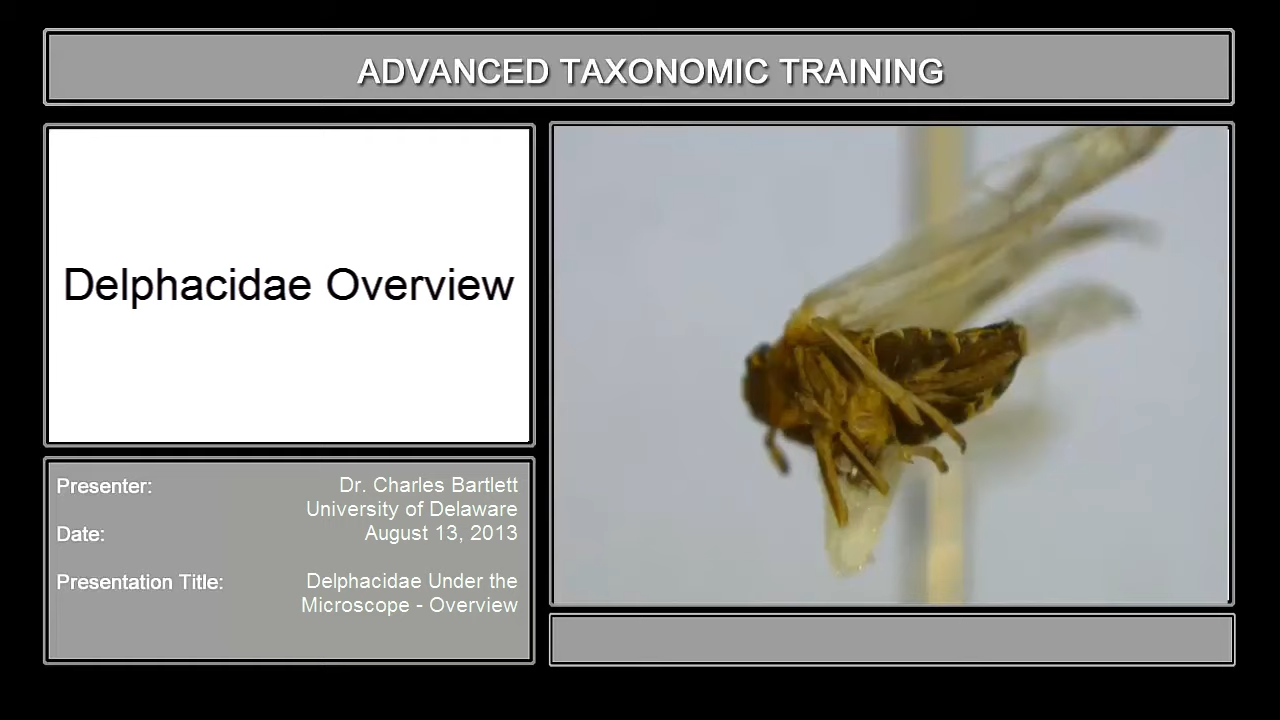 ADVANCED TAXONOMIC TRAINING
Delphacidae Overview
Presenter: Dr. Charles Bartlett
University of Delaware
Date: August 13, 2013
Presentation Title: Delphacidae Under the
Microscope - Overview